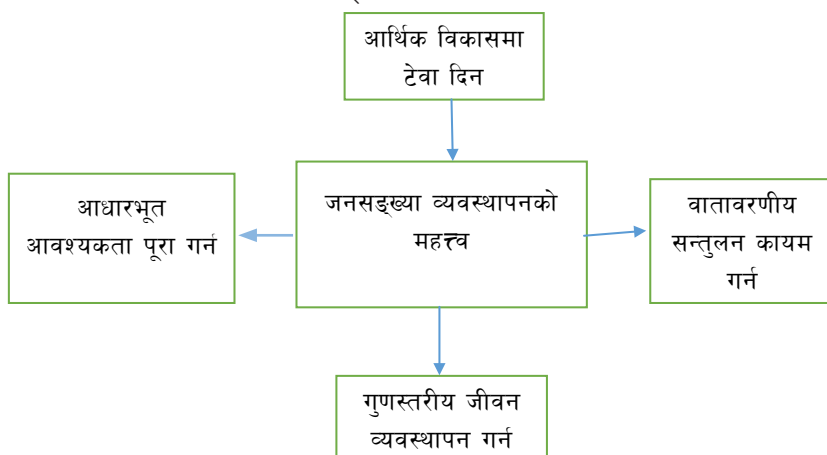 आर्थिक विकासमा
टेवा दिन
आधारभूत
आवश्यकता पूरा गर्न
जनसङ्ख्या व्यवस्थापनको
महत्त्व
वातावरणीय
सन्तुलन कायम
गर्न
गुणस्तरीय जीवन
व्यवस्थापन गर्न